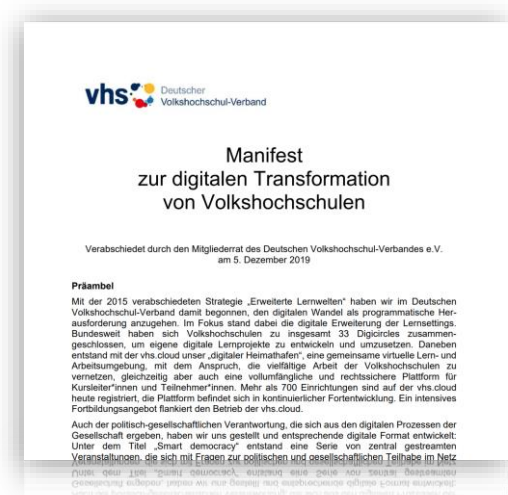 vhs
Deutscher
Volkshochschul-Verband
Manifest
zur digitalen Transformation
von Volkshochschulen
Verabschiedet durch den Mitgliederrat des Deutschen Volkshochschul-Verbandes e.V.
am 5. Dezember 2019
Präambel
Mit der 2015 verabschiedeten Strategie „Erweiterte Lernwelten“ haben wir im Deutschen
Volkshochschul-Verband damit begonnen, den digitalen Wandel als programmatische Her-
ausforderung anzugehen. Im Fokus stand dabei die digitale Erweiterung der Lernsettings.
Bundesweit haben sich Volkshochschulen zu insgesamt 33 Digicircles zusammen-
geschlossen, um eigene digitale Lernprojekte zu entwickeln und umzusetzen. Daneben
entstand mit der vhs.cloud unser „digitaler Heimathafen“, eine gemeinsame virtuelle Lern- und
Arbeitsumgebung, mit dem Anspruch, die vielfältige Arbeit der Volkshochschulen zu
vernetzen, gleichzeitig aber auch eine vollumfängliche und rechtssichere Plattform für
Kursleiter*innen und Teilnehmer*innen. Mehr als 700 Einrichtungen sind auf der vhs.cloud
heute registriert, die Plattform befindet sich in kontinuierlicher Fortentwicklung. Ein intensives
Fortbildungsangebot flankiert den Betrieb der vhs.cloud.
Auch der politisch-gesellschaftlichen Verantwortung, die sich aus den digitalen Prozessen der
Gesellschaft ergeben, haben wir uns gestellt und entsprechende digitale Format entwickelt:
Unter dem Titel „Smart democracy“ entstand eine Serie von zentral gestreamten
Veranstaltungen, die sich mit Fragen zur politischen und gesellschaftlichen Teilhabe im Netz